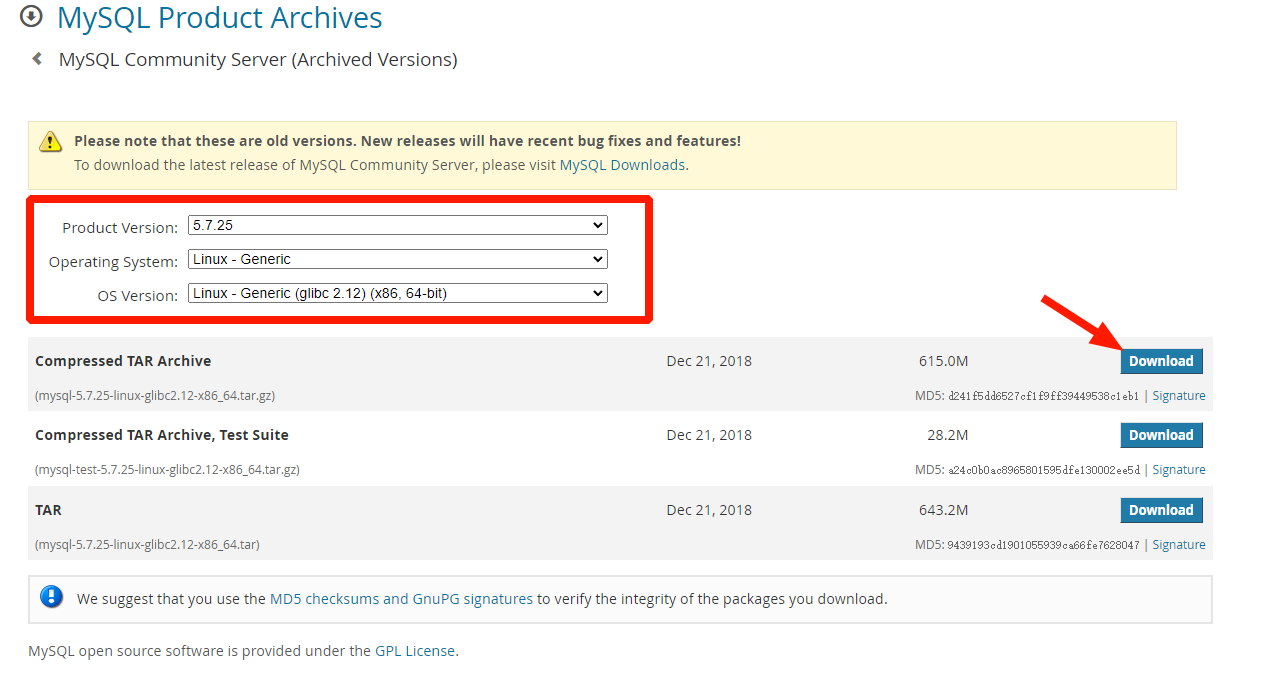 MySQL Product Archives
MySQL Community Server (Archived Versions)
Please note that these are old versions. New releases will have recent bug fixes and features!
To download the latest release of MySQL Community Server, please visit MySQL Downloads.
Product Version: 5.7.25
Operating System: Linux - Generic
OS Version: Linux - Generic (glibc 2.12) (x86, 64-bit)
Compressed TAR Archive Dec 21, 2018 615.0M Download
(mysql-5.7.25-linux-glibc2.12-x86_64.tar.gz) MD5: d241f5dd6527cf1f9ff39449538c1eb1 | Signature
Compressed TAR Archive, Test Suite Dec 21, 2018 28.2M Download
(mysql-test-5.7.25-linux-glibc2.12-x86_64.tar.gz) MD5: a24c0b0ac8965801595dfe130002ee5d | Signature
TAR Dec 21, 2018 643.2M Download
(mysql-5.7.25-linux-glibc2.12-x86_64.tar) MD5: 9439193cd1901055939ca66fe7628047 | Signature
We suggest that you use the MD5 checksums and GnuPG signatures to verify the integrity of the packages you download.
MySQL open source software is provided under the GPL License.